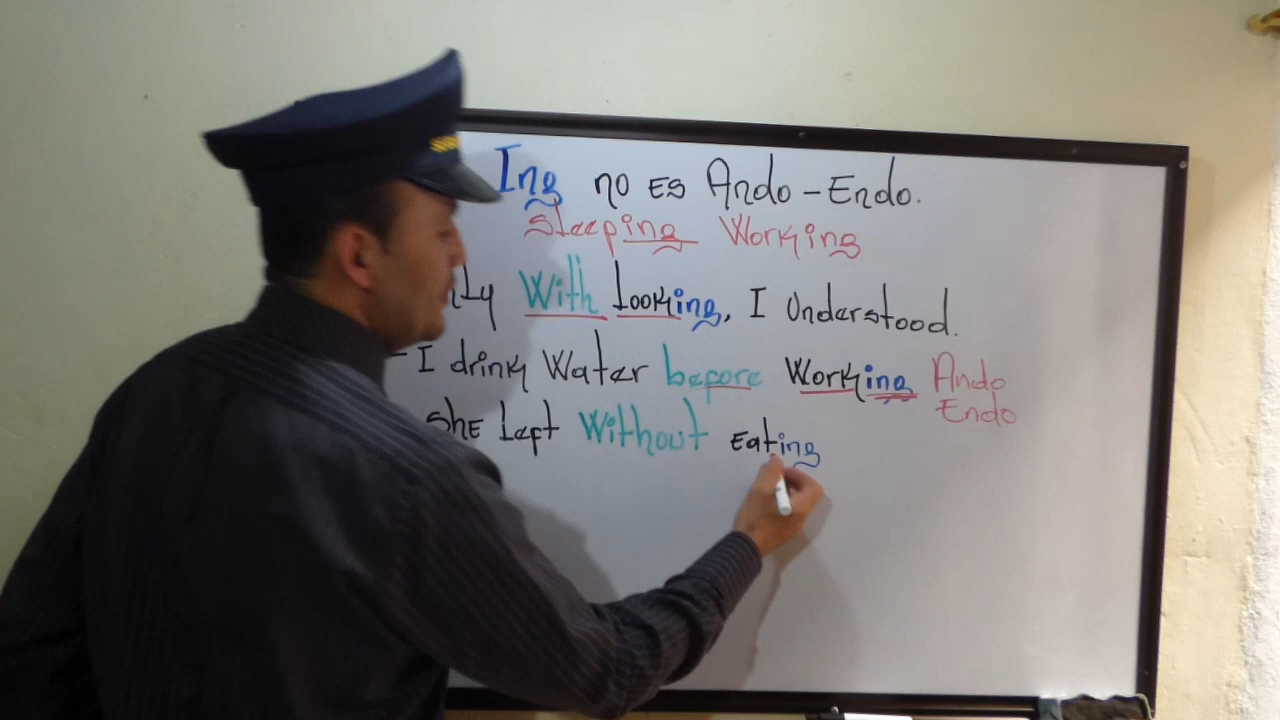 Ing no Es Ando - Endo.
Sleeping Working
With Looking, I Understood.
- I drink Water before Working Ando
Endo
She Left Without Eating